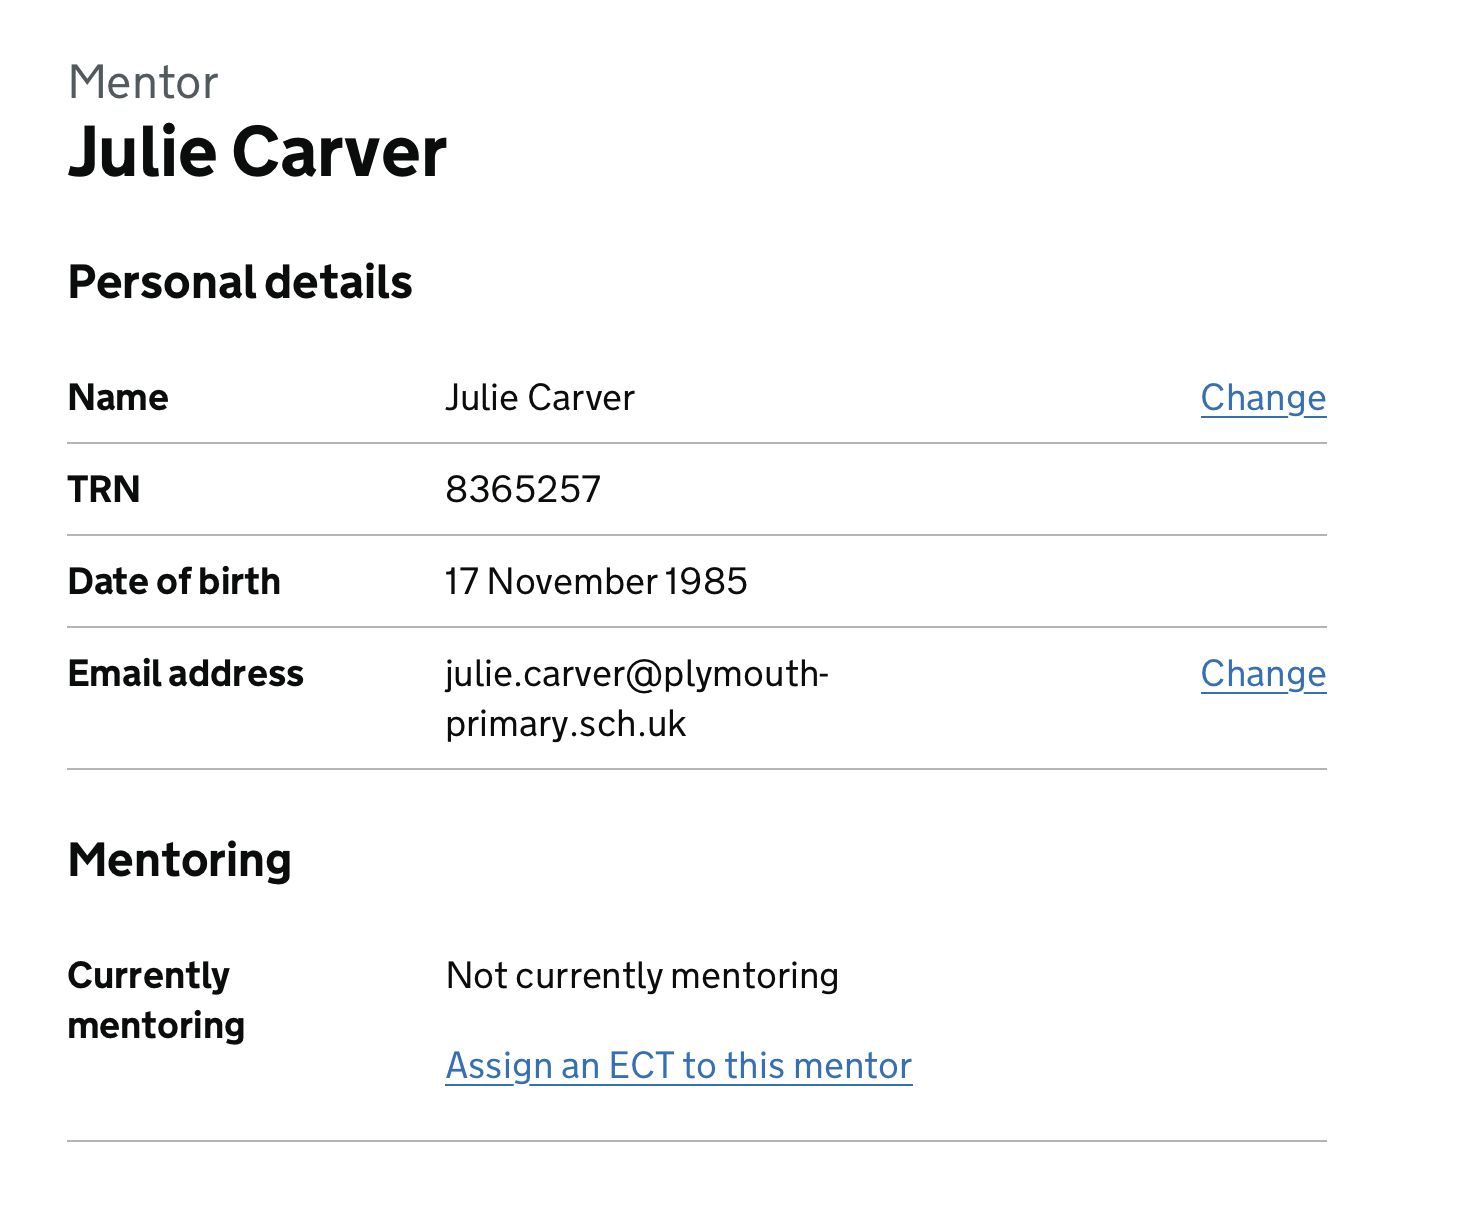 Mentor
Julie Carver
Personal details
Name Julie Carver Change
TRN 8365257
Date of birth 17 November 1985
Email address julie.carver@plymouth-
primary.sch.uk Change
Mentoring
Currently
mentoring
Not currently mentoring
Assign an ECT to this mentor